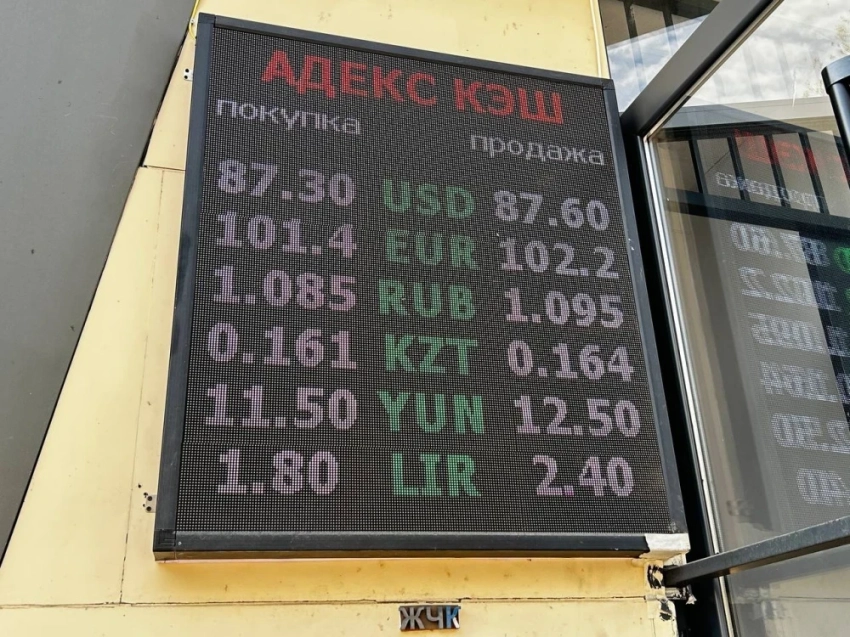 АДЕКС КЭШ
покупка продажа
87.30 USD 87.60
101.4 EUR 102.2
1.085 RUB 1.095
0.161 KZT 0.164
11.50 YUN 12.50
1.80 LIR 2.40
ЖЧК